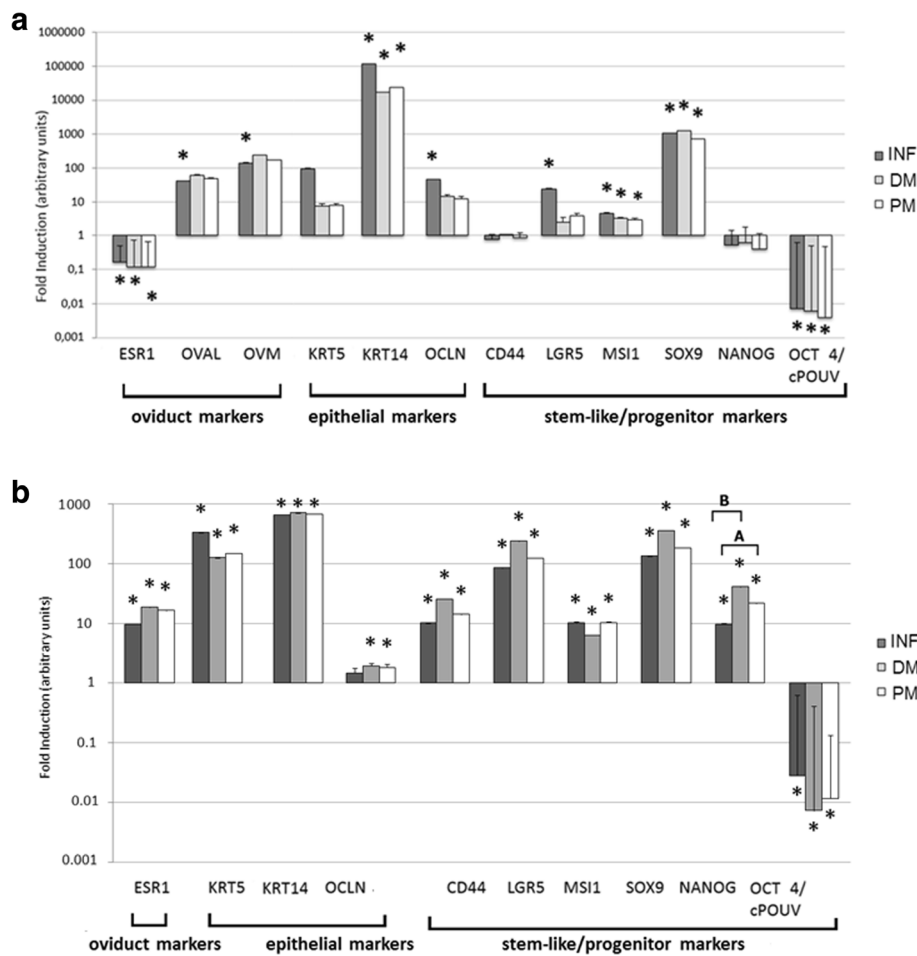 a
Fold Induction (arbitrary units)
1000000
100000
10000
1000
100
10
1
0,1
0,01
0,001
* * * * * * * * * * * * * * * * * *
INF
DM
PM
ESR1 OVAL OVM KRT5 KRT14 OCLN CD44 LGR5 MSI1 SOX9 NANOG OCT 4/
cPOUV
oviduct markers epithelial markers stem-like/progenitor markers
b
Fold Induction (arbitrary units)
1000
100
10
1
0.1
0.01
0.001
* * * * * * * * * * * * * * * * * * * * * * * * * * * * *
B
A
INF
DM
PM
ESR1 KRT5 KRT14 OCLN CD44 LGR5 MSI1 SOX9 NANOG OCT 4/
cPOUV
oviduct markers epithelial markers stem-like/progenitor markers